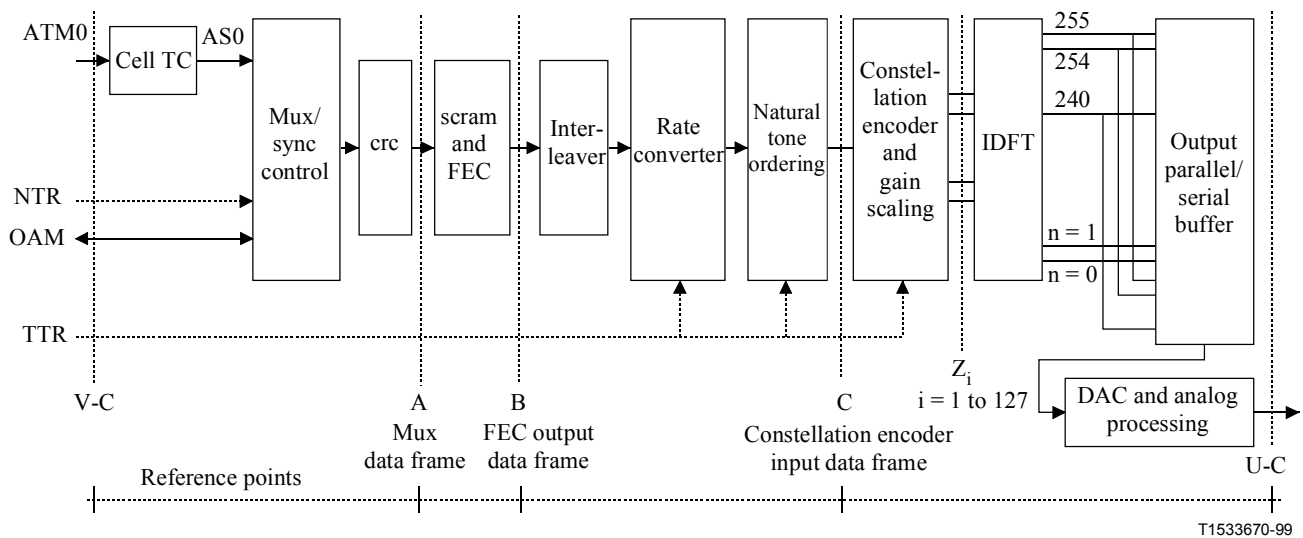 ATM0
Cell TC
AS0
Mux/
sync
control
crc
scram
and
FEC
Inter-
leaver
Rate
converter
Natural
tone
ordering
Constel-
lation
encoder
and
gain
scaling
IDFT
255
254
240
n = 1
n = 0
Output
parallel/
serial
buffer
NTR
OAM
TTR
V-C
A
Mux
data frame
B
FEC output
data frame
C
Constellation encoder
input data frame
Zi
i = 1 to 127
DAC and analog
processing
U-C
Reference points
T1533670-99